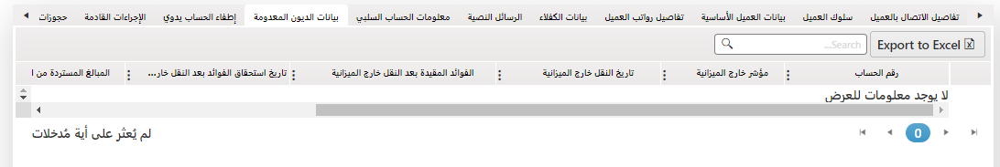 تفاصيل الاتصال بالعميل سلوك العميل بيانات العميل الأساسية تفاصيل رواتب العميل بيانات الكفلاء الرسائل النصية معلومات الحساب السلبي بيانات الديون المعدومة إطفاء الحساب يدوي الإجراءات القادمة حجوزات
Export to Excel Search...
رقم الحساب مؤشر خارج الميزانية تاريخ النقل خارج الميزانية الفوائد المقيدة بعد النقل خارج الميزانية تاريخ استحقاق الفوائد بعد النقل خار... المبالغ المستردة من ا
لا يوجد معلومات للعرض
0 لم يُعثر على أية مُدخلات